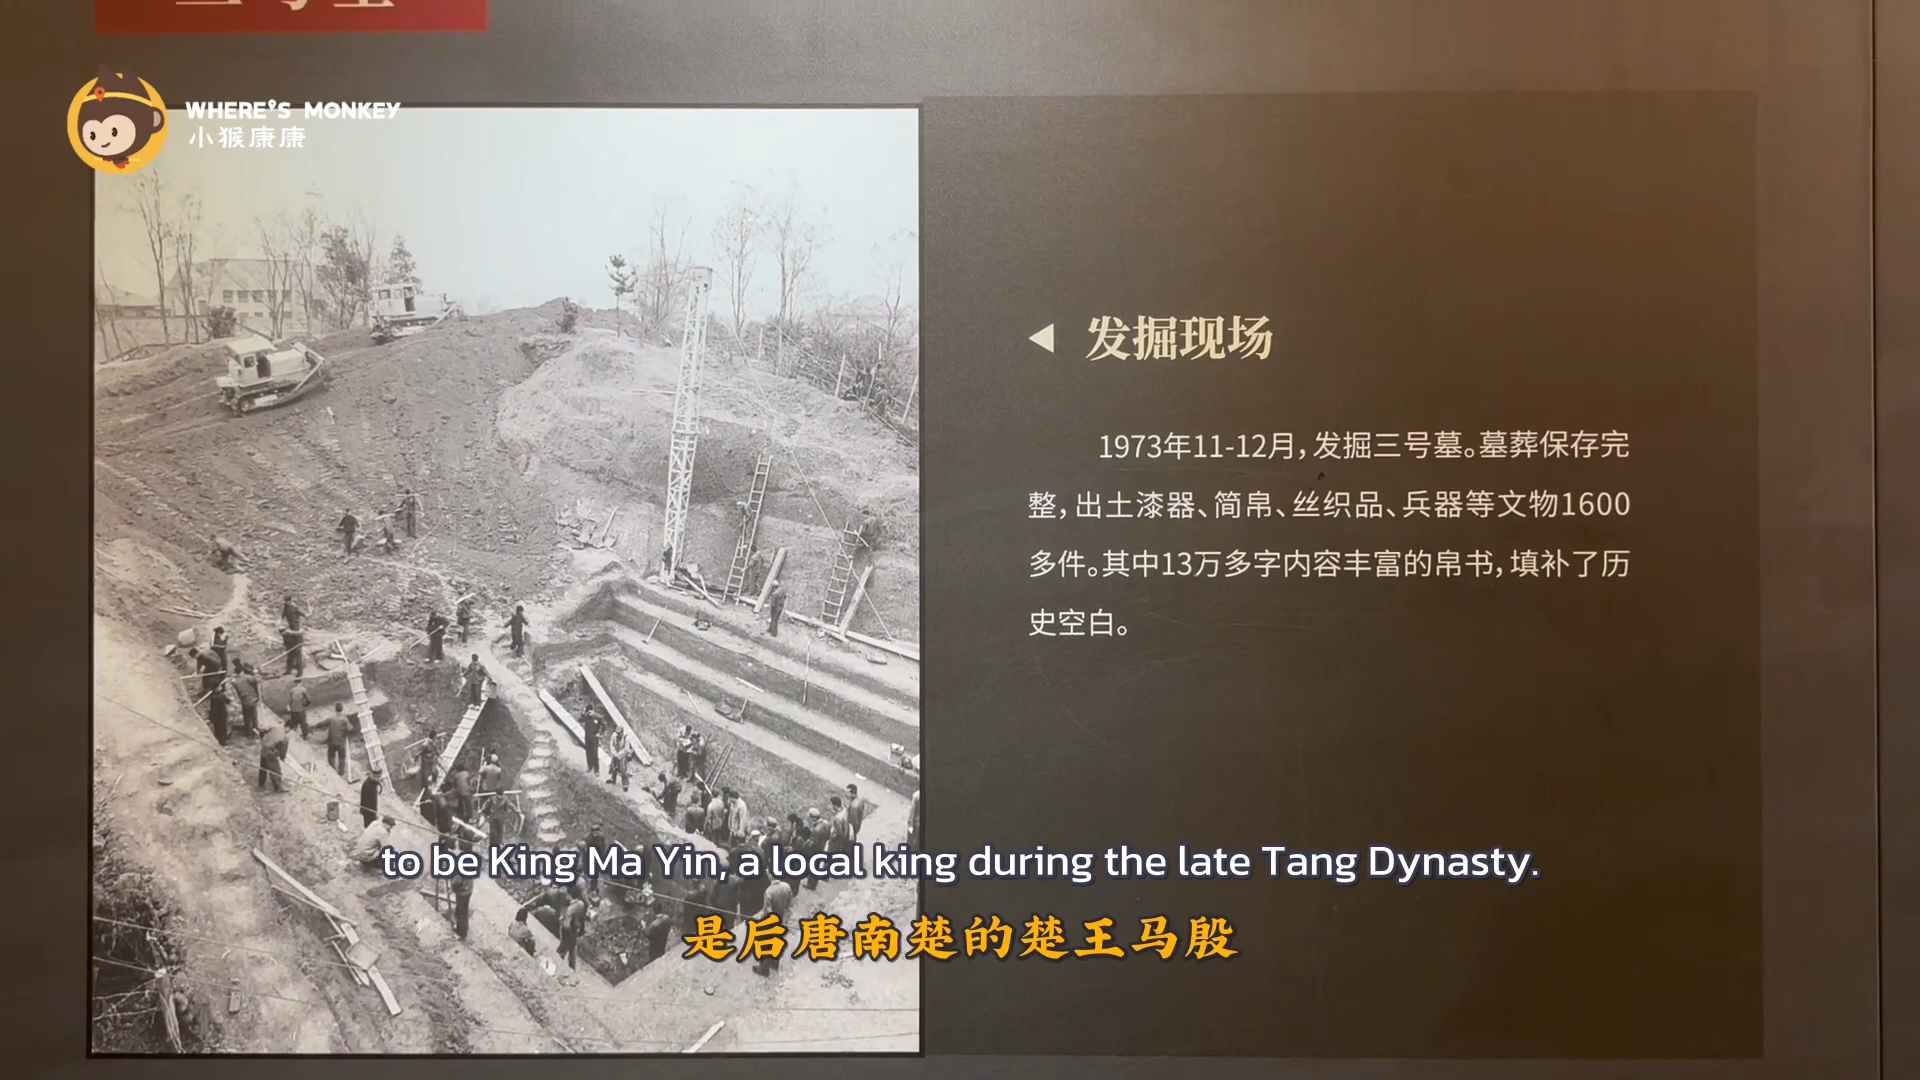 三号墓
WHERE'S MONKEY
小猴康康
发掘现场
1973年11-12月，发掘三号墓。墓葬保存完
整，出土漆器、简帛、丝织品、兵器等文物1600
多件。其中13万多字内容丰富的帛书，填补了历
史空白。
to be King Ma Yin, a local king during the late Tang Dynasty.
是后唐南楚的楚王马殷